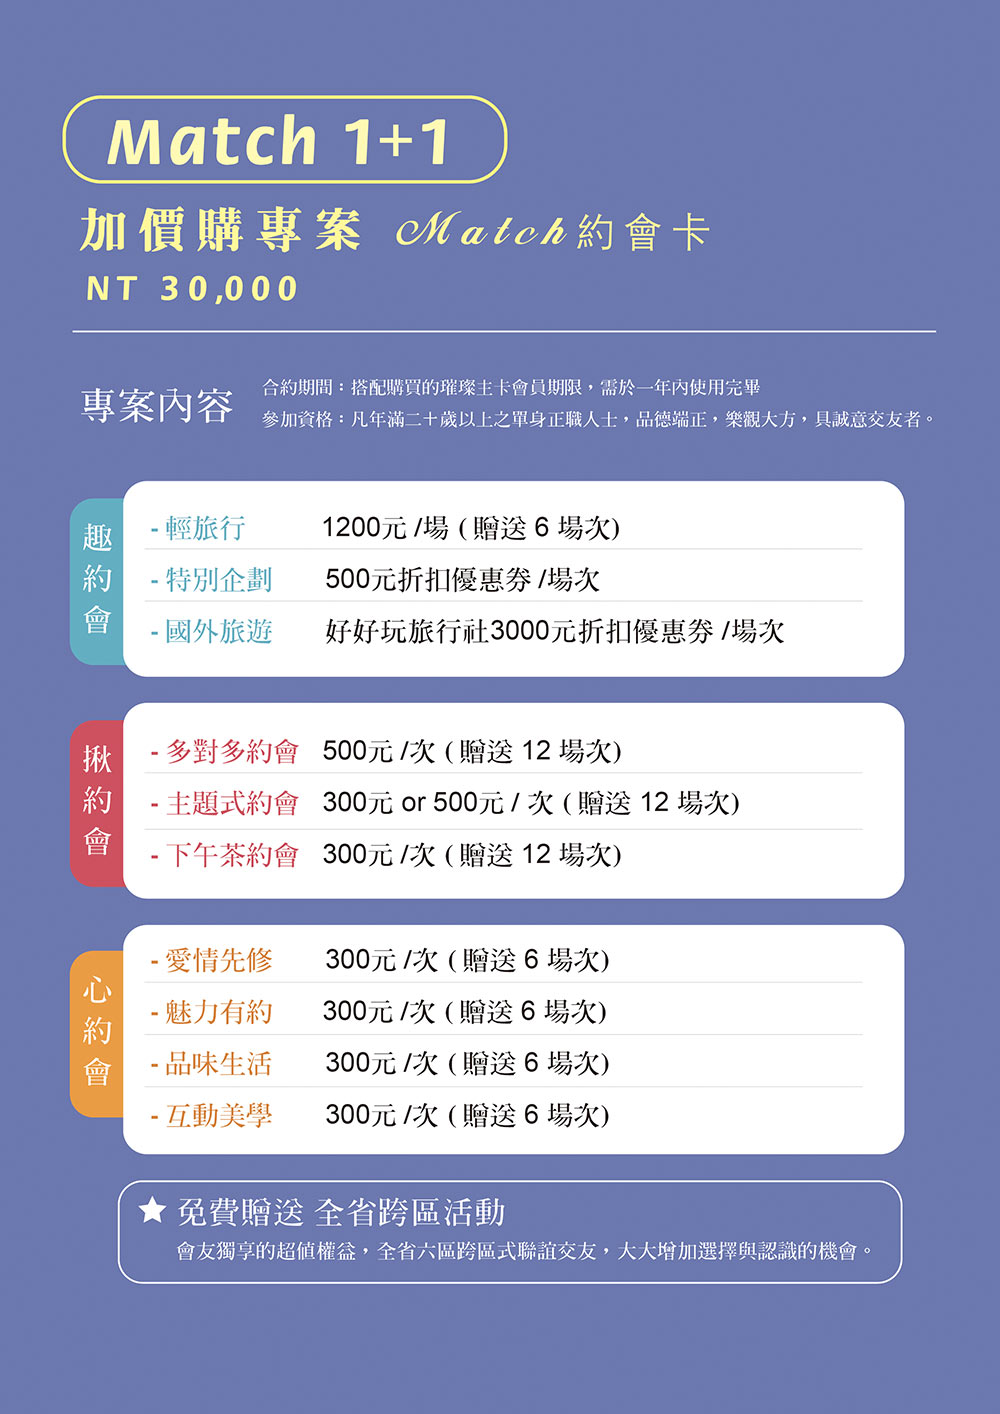 Match 1+1
加價購專案 Match約會卡
NT 30,000
專案內容
合約期間：搭配購買的璀璨主卡會員期限，需於一年內使用完畢
參加資格：凡年滿二十歲以上之單身正職人士，品德端正，樂觀大方，具誠意交友者。
趣約會
- 輕旅行 1200元 /場 ( 贈送 6 場次)
- 特別企劃 500元折扣優惠券 /場次
- 國外旅遊 好好玩旅行社3000元折扣優惠券 /場次
揪約會
- 多對多約會 500元 /次 ( 贈送 12 場次)
- 主題式約會 300元 or 500元 / 次 ( 贈送 12 場次)
- 下午茶約會 300元 /次 ( 贈送 12 場次)
心約會
- 愛情先修 300元 /次 ( 贈送 6 場次)
- 魅力有約 300元 /次 ( 贈送 6 場次)
- 品味生活 300元 /次 ( 贈送 6 場次)
- 互動美學 300元 /次 ( 贈送 6 場次)
★ 免費贈送 全省跨區活動
會友獨享的超值權益，全省六區跨區式聯誼交友，大大增加選擇與認識的機會。